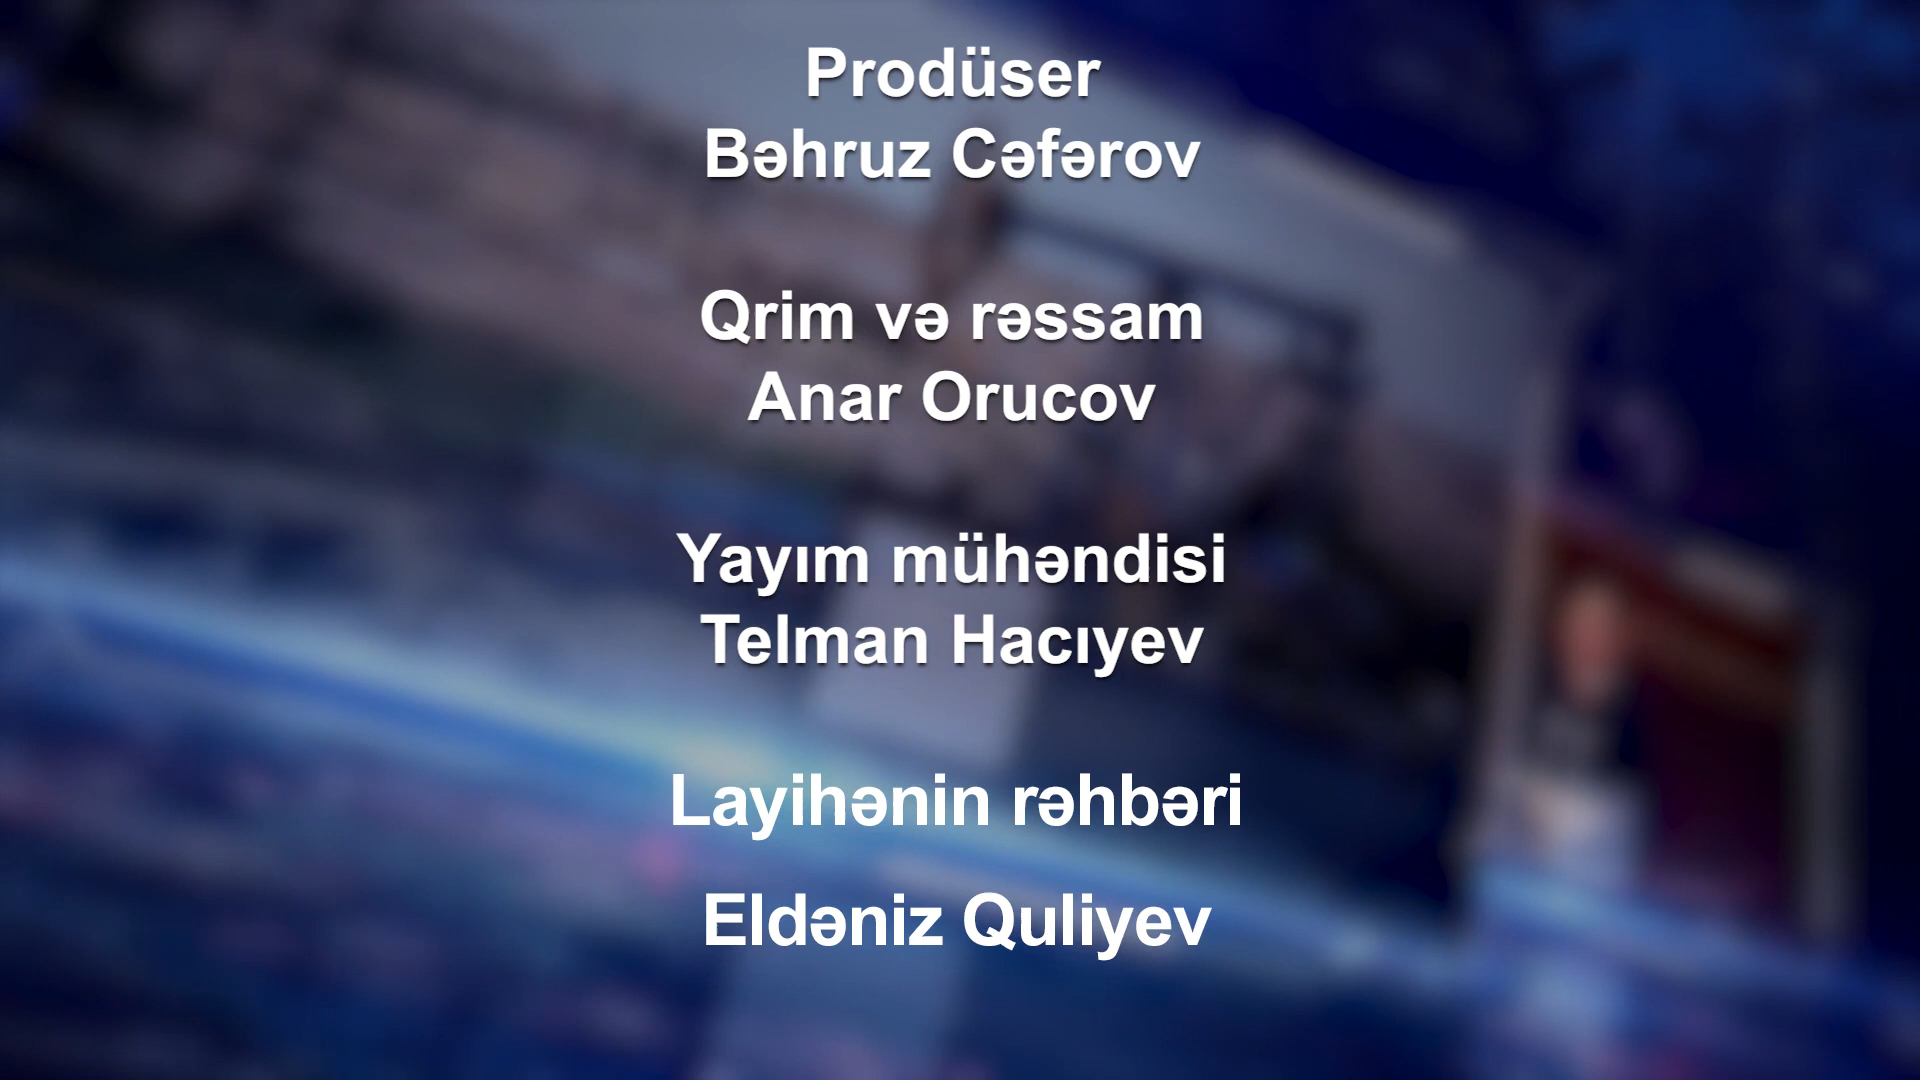 Prodüser
Bəhruz Cəfərov
Qrim və rəssam
Anar Orucov
Yayım mühəndisi
Telman Hacıyev
Layihənin rəhbəri
Eldəniz Quliyev